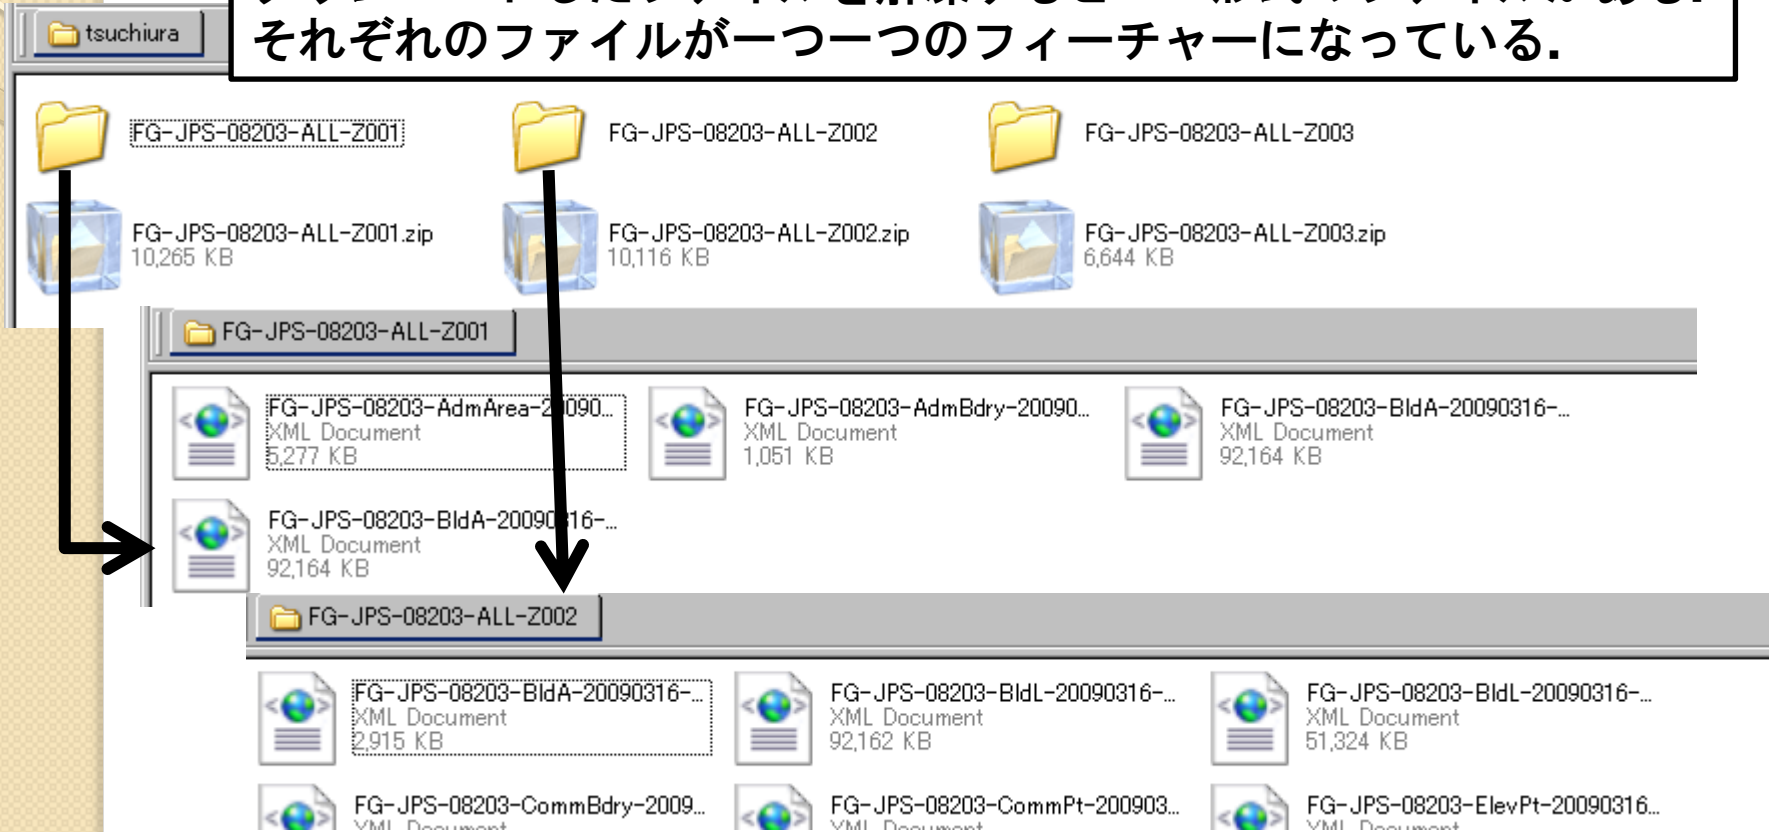 tsuchiura
それぞれのファイルが一つ一つのフィーチャーになっている.
FG-JPS-08203-ALL-Z001
FG-JPS-08203-ALL-Z002
FG-JPS-08203-ALL-Z003
FG-JPS-08203-ALL-Z001.zip
10,265 KB
FG-JPS-08203-ALL-Z002.zip
10,116 KB
FG-JPS-08203-ALL-Z003.zip
6,644 KB
FG-JPS-08203-ALL-Z001
FG-JPS-08203-AdmArea-20090...
XML Document
5,277 KB
FG-JPS-08203-AdmBdry-20090...
XML Document
1,051 KB
FG-JPS-08203-BldA-20090316-...
XML Document
92,164 KB
FG-JPS-08203-BldA-20090316-...
XML Document
92,164 KB
FG-JPS-08203-ALL-Z002
FG-JPS-08203-BldA-20090316-...
XML Document
2,915 KB
FG-JPS-08203-BldL-20090316-...
XML Document
92,162 KB
FG-JPS-08203-BldL-20090316-...
XML Document
51,324 KB
FG-JPS-08203-CommBdry-2009...
XML Document
FG-JPS-08203-CommPt-200903...
XML Document
FG-JPS-08203-ElevPt-20090316...
XML Document